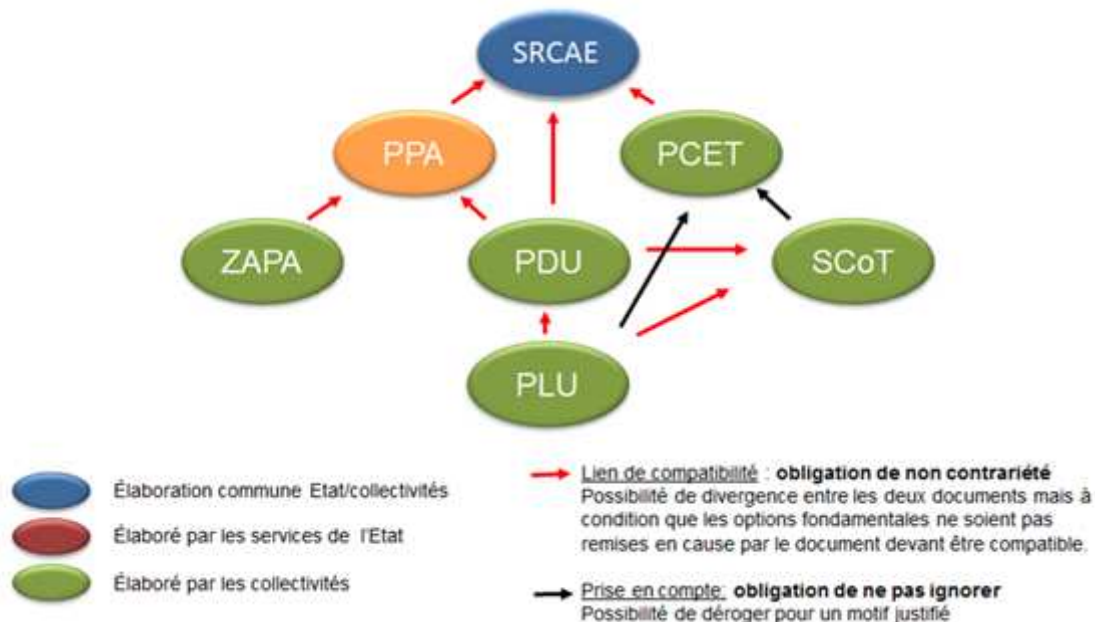 SRCAE
PPA
PCET
ZAPA
PDU
SCoT
PLU
Élaboration commune Etat/collectivités
Élaboré par les services de l'Etat
Élaboré par les collectivités
Lien de compatibilité : obligation de non contrariété
Possibilité de divergence entre les deux documents mais à
condition que les options fondamentales ne soient pas
remises en cause par le document devant être compatible.
Prise en compte: obligation de ne pas ignorer
Possibilité de déroger pour un motif justifié